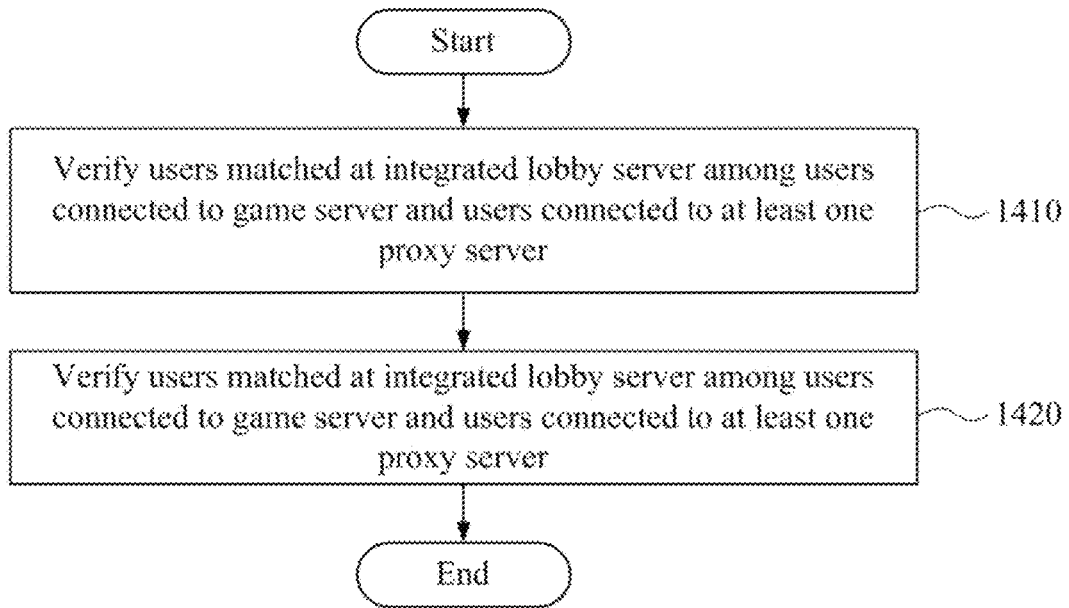 Start
Verify users matched at integrated lobby server among users
connected to game server and users connected to at least one
proxy server
1410
Verify users matched at integrated lobby server among users
connected to game server and users connected to at least one
proxy server
1420
End